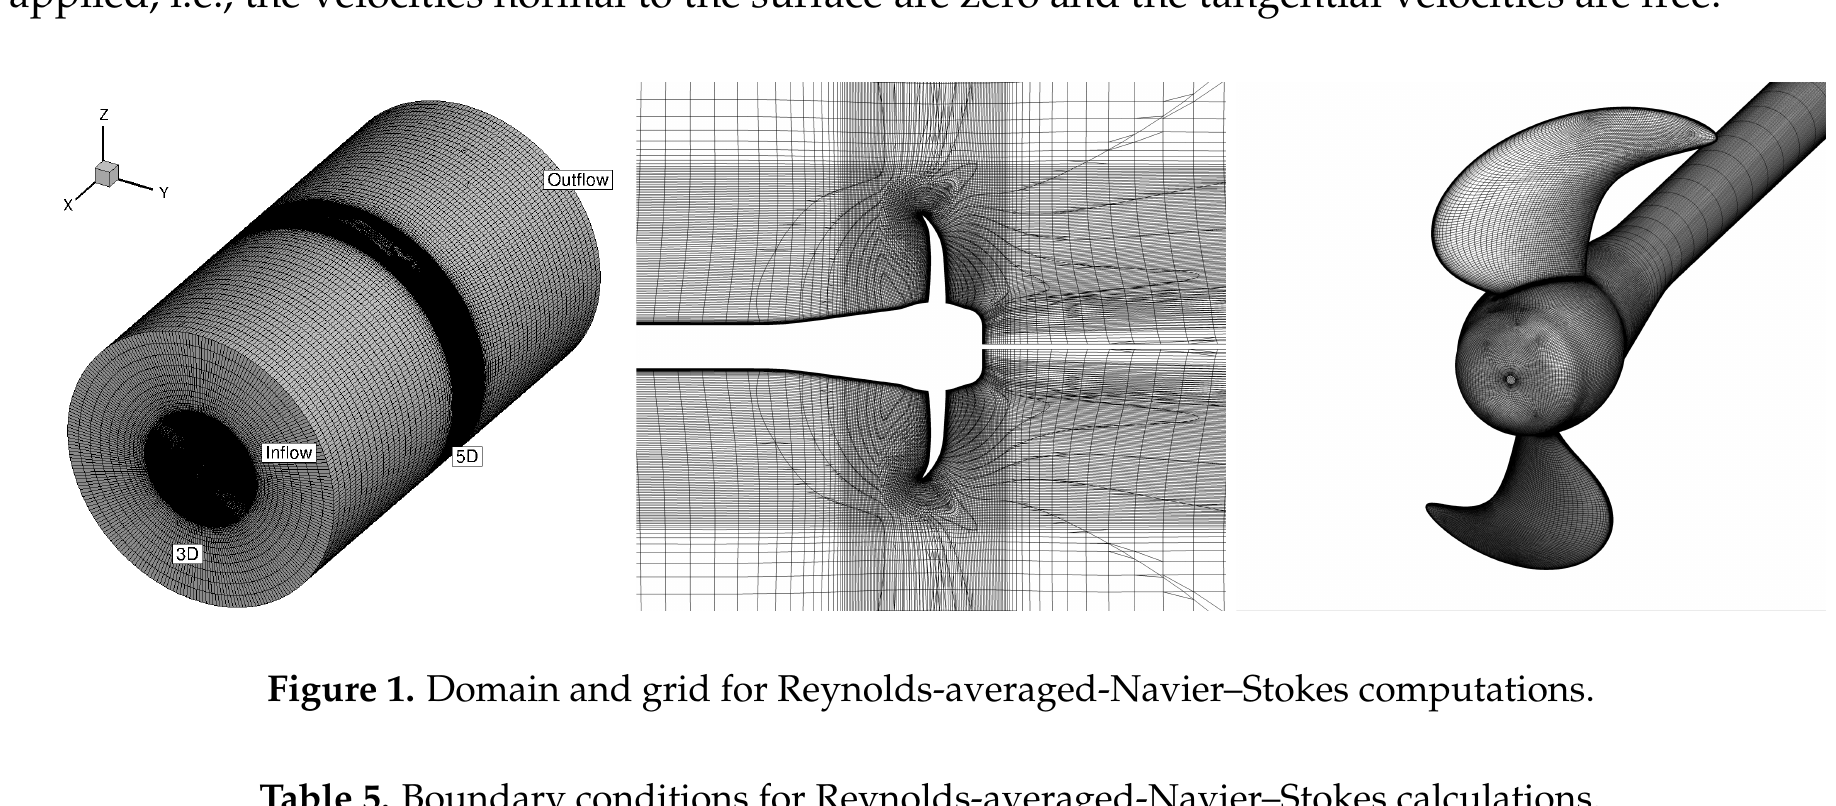 applied, i.e., the velocities normal to the surface are zero and the tangential velocities are free.
Z
Y
X
Outflow
Inflow
5D
3D
Figure 1. Domain and grid for Reynolds-averaged-Navier–Stokes computations.
Table 5. Boundary conditions for Reynolds-averaged-Navier–Stokes calculations